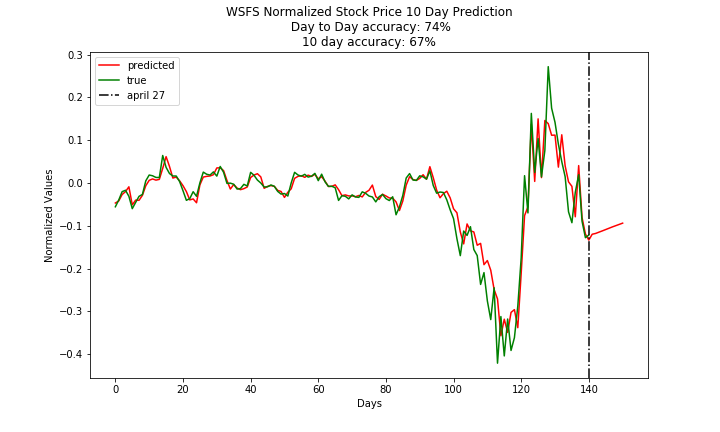 WSFS Normalized Stock Price 10 Day Prediction
Day to Day accuracy: 74%
10 day accuracy: 67%
predicted
true
april 27
Normalized Values
0.3
0.2
0.1
0.0
−0.1
−0.2
−0.3
−0.4
0 20 40 60 80 100 120 140
Days